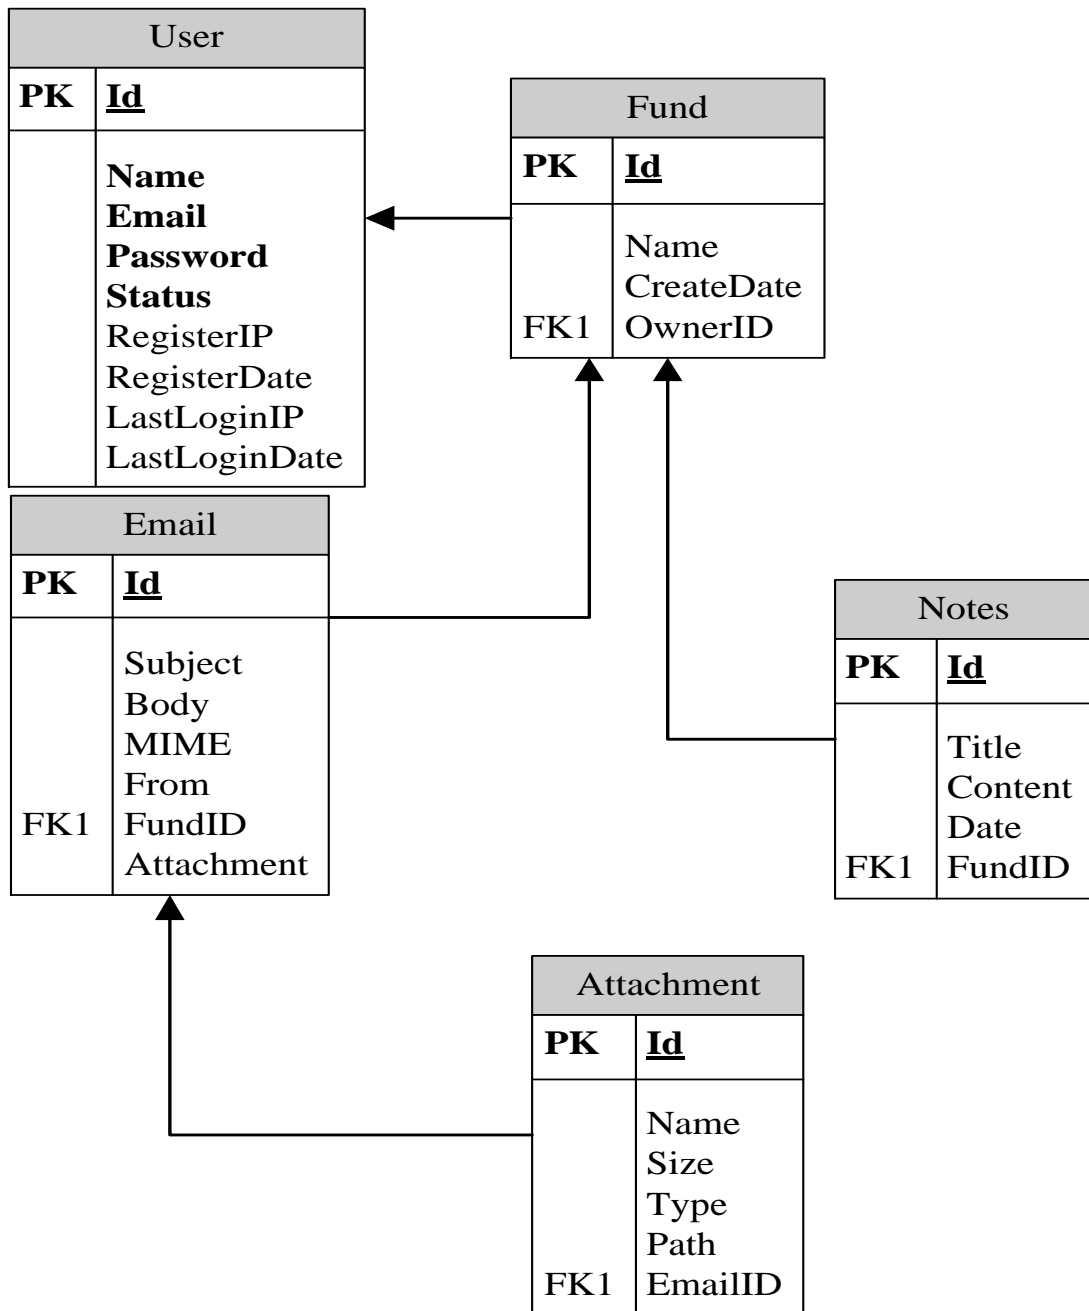 User
PK Id
Name
Email
Password
Status
RegisterIP
RegisterDate
LastLoginIP
LastLoginDate
Fund
PK Id
Name
CreateDate
FK1 OwnerID
Email
PK Id
Subject
Body
MIME
From
FK1 FundID
Attachment
Notes
PK Id
Title
Content
Date
FK1 FundID
Attachment
PK Id
Name
Size
Type
Path
FK1 EmailID